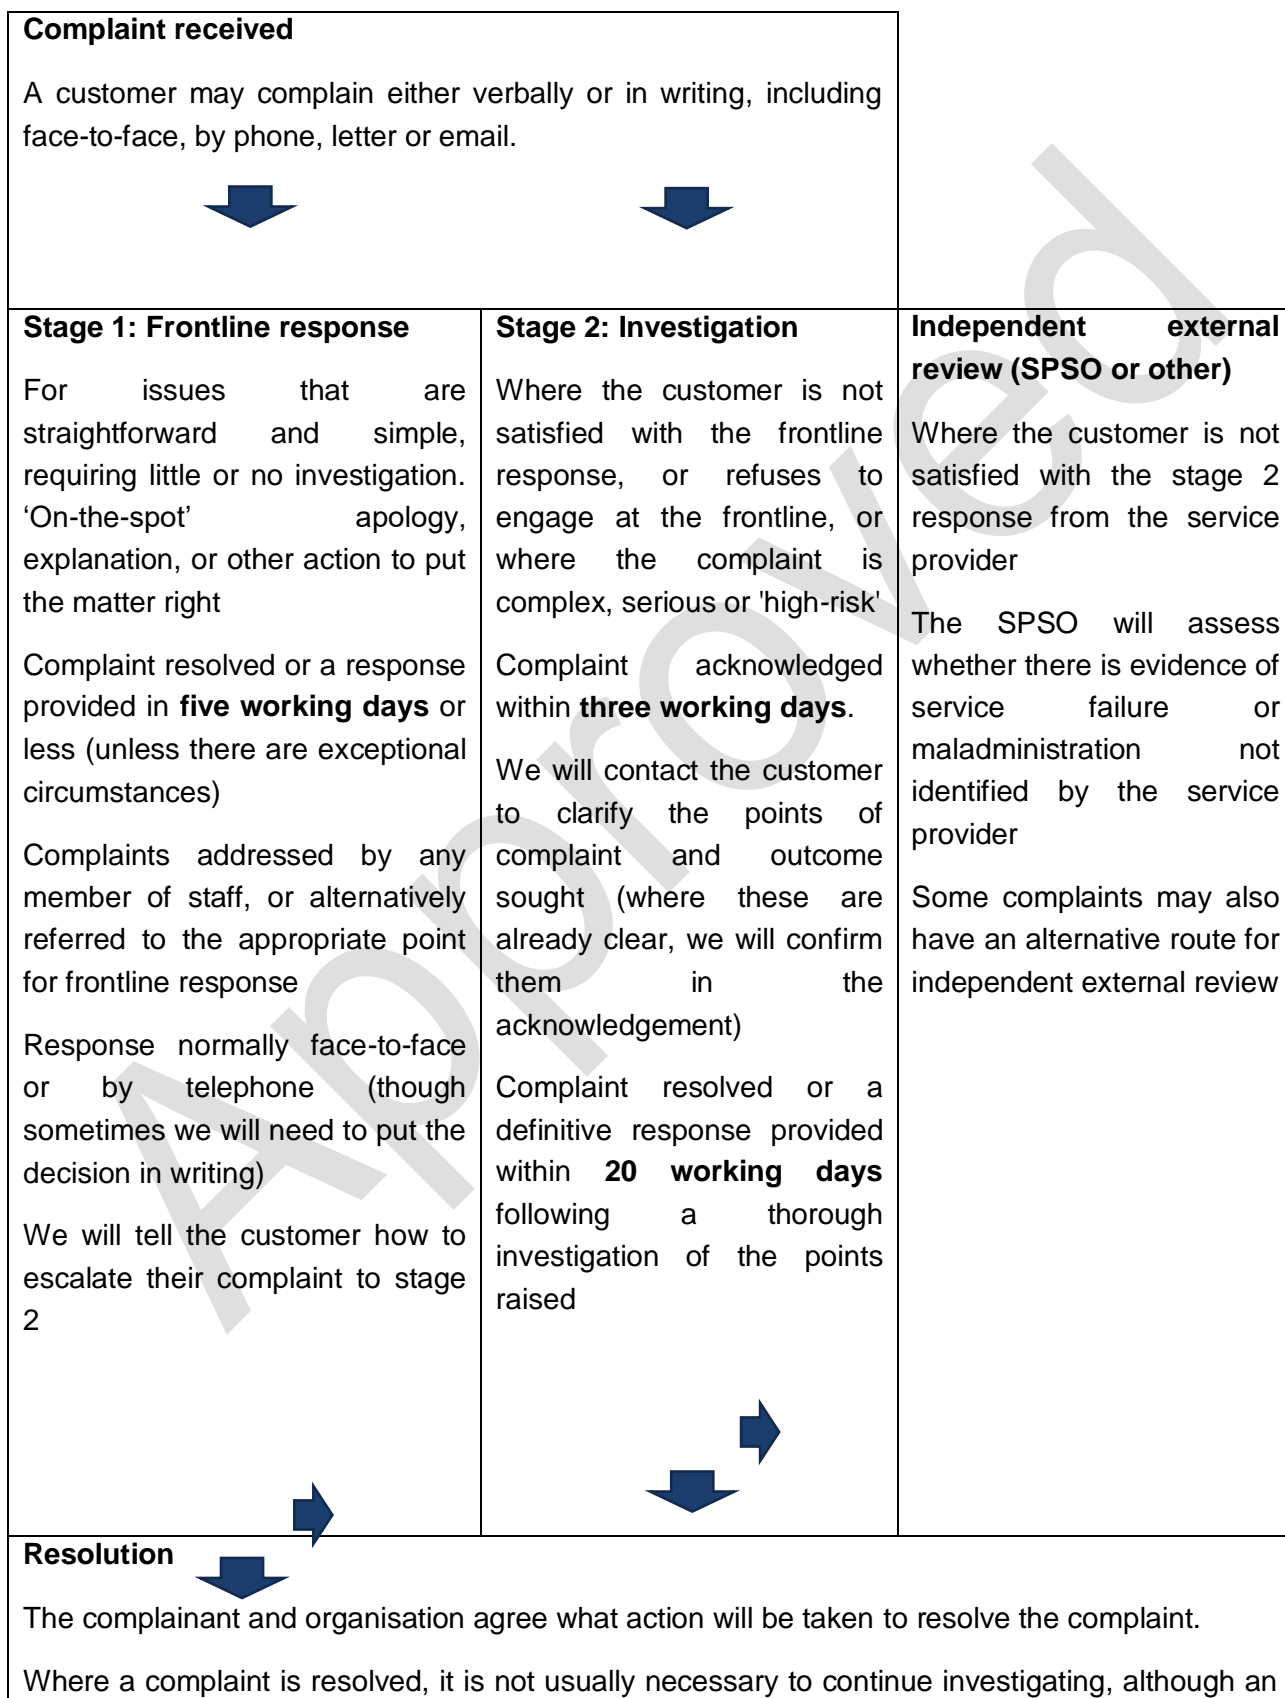 Complaint received
A customer may complain either verbally or in writing, including
face-to-face, by phone, letter or email.
Stage 1: Frontline response
For issues that are
straightforward and simple,
requiring little or no investigation.
‘On-the-spot’ apology,
explanation, or other action to put
the matter right
Complaint resolved or a response
provided in five working days or
less (unless there are exceptional
circumstances)
Complaints addressed by any
member of staff, or alternatively
referred to the appropriate point
for frontline response
Response normally face-to-face
or by telephone (though
sometimes we will need to put the
decision in writing)
We will tell the customer how to
escalate their complaint to stage
2
Stage 2: Investigation
Where the customer is not
satisfied with the frontline
response, or refuses to
engage at the frontline, or
where the complaint is
complex, serious or 'high-risk'
Complaint acknowledged
within three working days.
We will contact the customer
to clarify the points of
complaint and outcome
sought (where these are
already clear, we will confirm
them in the
acknowledgement)
Complaint resolved or a
definitive response provided
within 20 working days
following a thorough
investigation of the points
raised
Independent external
review (SPSO or other)
Where the customer is not
satisfied with the stage 2
response from the service
provider
The SPSO will assess
whether there is evidence of
service failure or
maladministration not
identified by the service
provider
Some complaints may also
have an alternative route for
independent external review
Resolution
The complainant and organisation agree what action will be taken to resolve the complaint.
Where a complaint is resolved, it is not usually necessary to continue investigating, although an
Approved